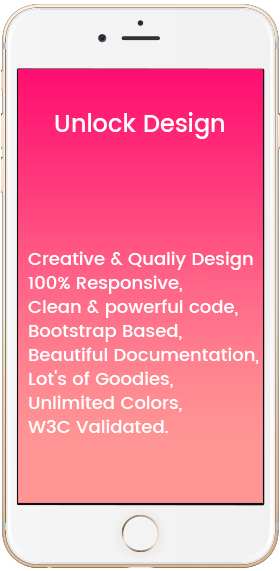 Unlock Design
Creative & Qualiy Design
100% Responsive,
Clean & powerful code,
Bootstrap Based,
Beautiful Documentation,
Lot's of Goodies,
Unlimited Colors,
W3C Validated.